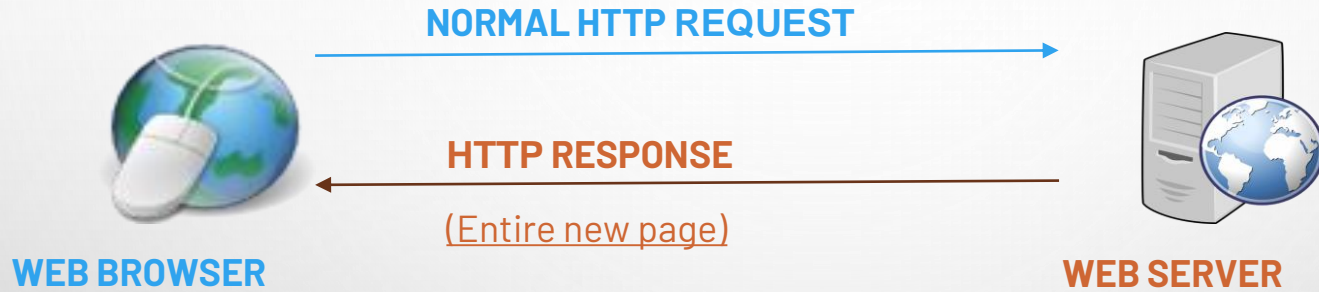 NORMAL HTTP REQUEST
HTTP RESPONSE
(Entire new page)
WEB BROWSER
WEB SERVER